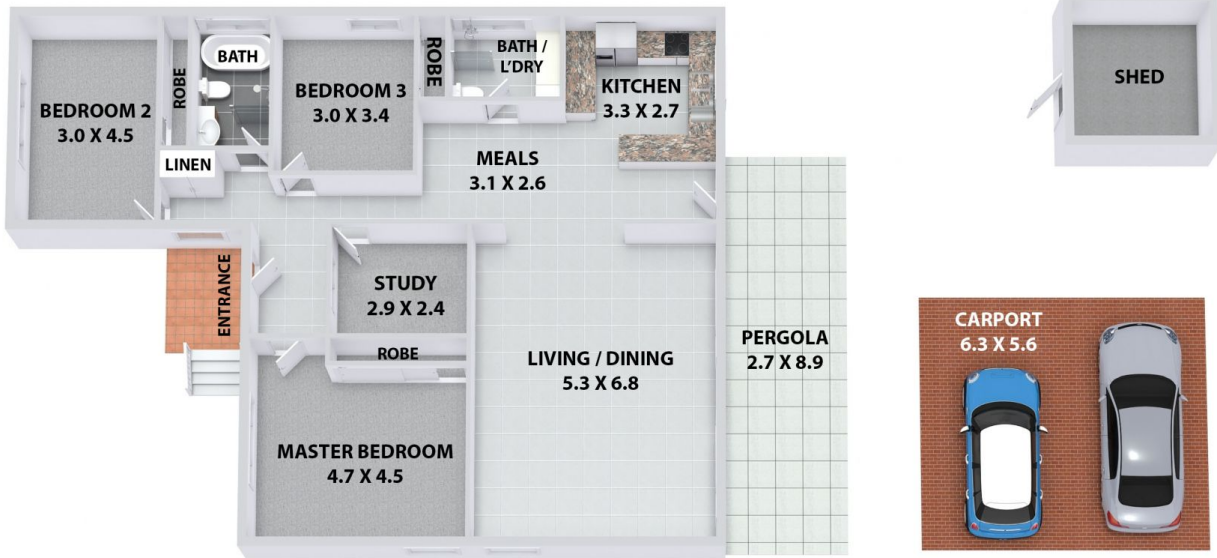 BEDROOM 2
3.0 X 4.5
ROBE
BATH
BEDROOM 3
3.0 X 3.4
ROBE
BATH /
L'DRY
KITCHEN
3.3 X 2.7
SHED
LINEN
MEALS
3.1 X 2.6
ENTRANCE
STUDY
2.9 X 2.4
ROBE
LIVING / DINING
5.3 X 6.8
PERGOLA
2.7 X 8.9
CARPORT
6.3 X 5.6
MASTER BEDROOM
4.7 X 4.5